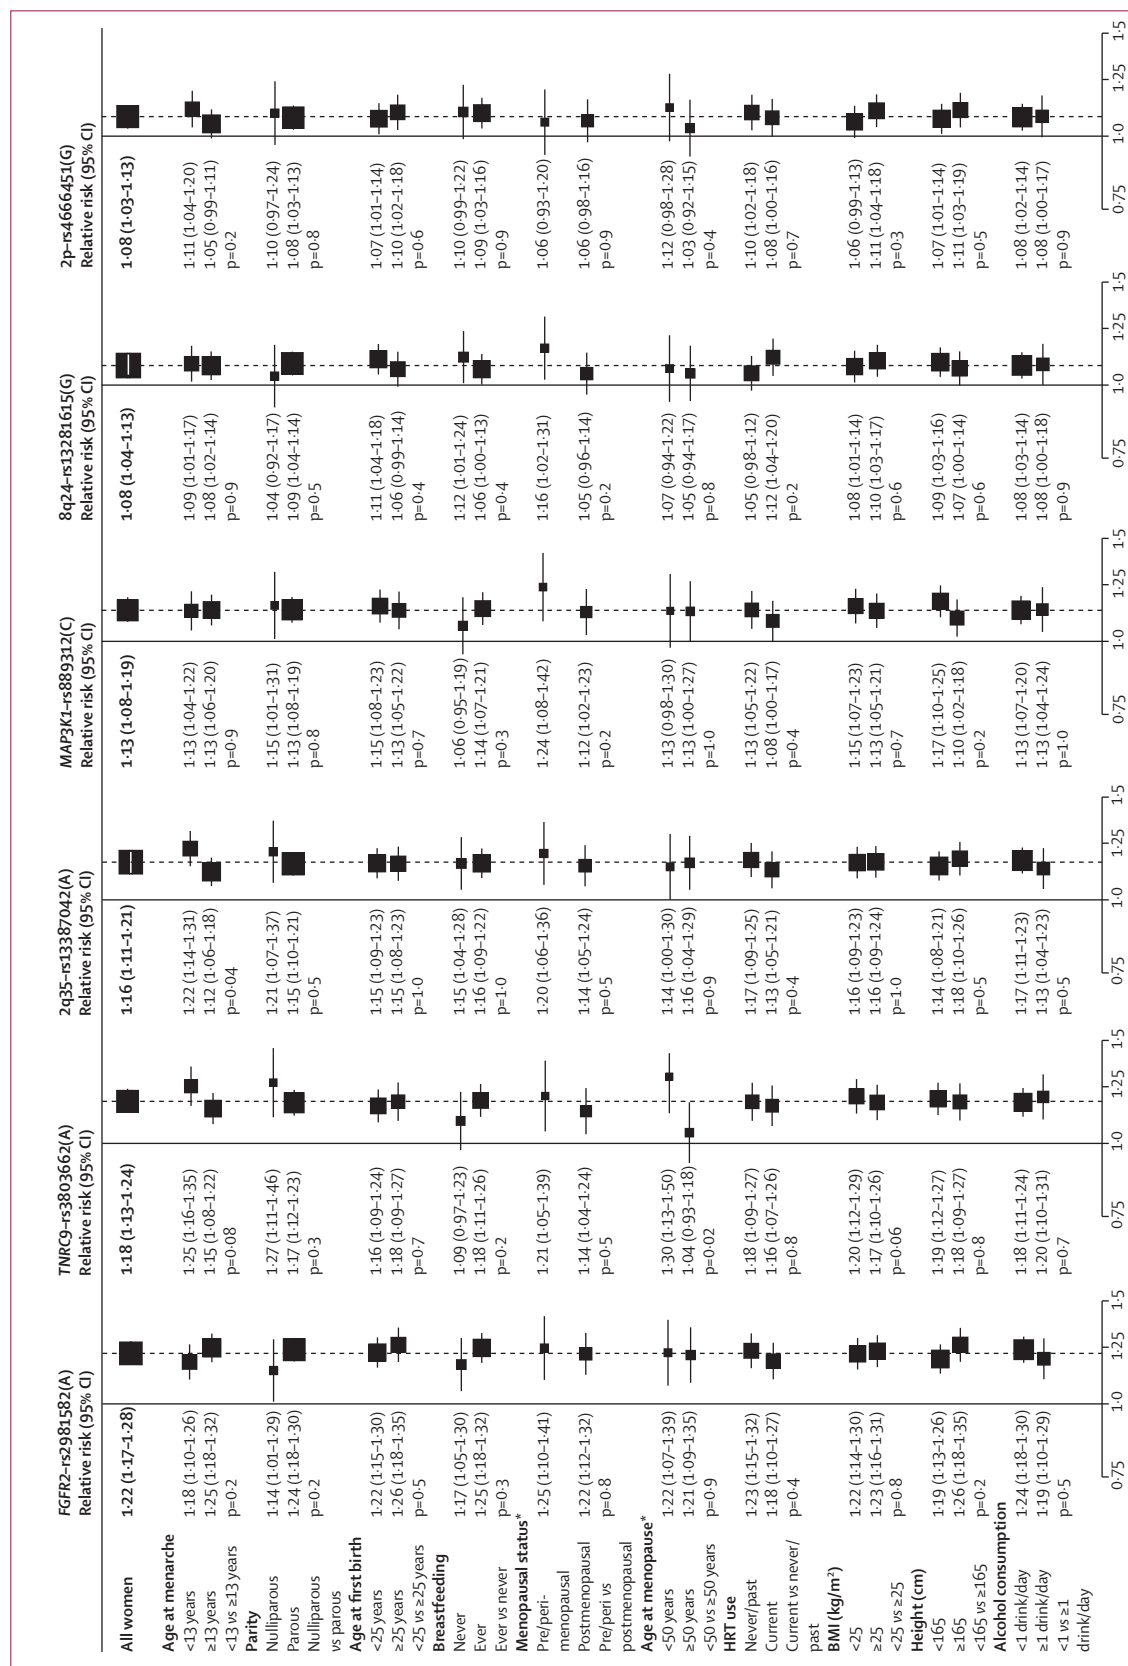 FGFR2–rs2981582(A) TNRC9–rs3803662(A) 2q35–rs13387042(A) MAP3K1–rs889312(C) 8q24–rs13281615(G) 2p–rs4666451(G)
Relative risk (95% CI) Relative risk (95% CI) Relative risk (95% CI) Relative risk (95% CI) Relative risk (95% CI) Relative risk (95% CI)
All women 1·22 (1·17–1·28) 1·18 (1·13–1·24) 1·16 (1·11–1·21) 1·13 (1·08–1·19) 1·08 (1·04–1·13) 1·08 (1·03–1·13)
Age at menarche
<13 years 1·18 (1·10–1·26) 1·25 (1·16–1·35) 1·22 (1·14–1·31) 1·13 (1·04–1·22) 1·09 (1·01–1·17) 1·11 (1·04–1·20)
≥13 years 1·25 (1·18–1·32) 1·15 (1·08–1·22) 1·12 (1·06–1·18) 1·13 (1·06–1·20) 1·08 (1·02–1·14) 1·05 (0·99–1·11)
<13 vs ≥13 years p=0·2 p=0·08 p=0·04 p=0·9 p=0·9 p=0·2
Parity
Nulliparous 1·14 (1·01–1·29) 1·27 (1·11–1·46) 1·21 (1·07–1·37) 1·15 (1·01–1·31) 1·04 (0·92–1·17) 1·10 (0·97–1·24)
Parous 1·24 (1·18–1·30) 1·17 (1·12–1·23) 1·15 (1·10–1·21) 1·13 (1·08–1·19) 1·09 (1·04–1·14) 1·08 (1·03–1·13)
Nulliparous p=0·2 p=0·3 p=0·5 p=0·8 p=0·5 p=0·8
vs parous
Age at first birth
<25 years 1·22 (1·15–1·30) 1·16 (1·09–1·24) 1·15 (1·09–1·23) 1·15 (1·08–1·23) 1·11 (1·04–1·18) 1·07 (1·01–1·14)
≥25 years 1·26 (1·18–1·35) 1·18 (1·09–1·27) 1·15 (1·08–1·23) 1·13 (1·05–1·22) 1·06 (0·99–1·14) 1·10 (1·02–1·18)
<25 vs ≥25 years p=0·5 p=0·7 p=1·0 p=0·7 p=0·4 p=0·6
Breastfeeding
Never 1·17 (1·05–1·30) 1·09 (0·97–1·23) 1·15 (1·04–1·28) 1·06 (0·95–1·19) 1·12 (1·01–1·24) 1·10 (0·99–1·22)
Ever 1·25 (1·18–1·32) 1·18 (1·11–1·26) 1·16 (1·09–1·22) 1·14 (1·07–1·21) 1·06 (1·00–1·13) 1·09 (1·03–1·16)
Ever vs never p=0·3 p=0·2 p=1·0 p=0·3 p=0·4 p=0·9
Menopausal status*
Pre/peri- 1·25 (1·10–1·41) 1·21 (1·05–1·39) 1·20 (1·06–1·36) 1·24 (1·08–1·42) 1·16 (1·02–1·31) 1·06 (0·93–1·20)
menopausal
Postmenopausal 1·22 (1·12–1·32) 1·14 (1·04–1·24) 1·14 (1·05–1·24) 1·12 (1·02–1·23) 1·05 (0·96–1·14) 1·06 (0·98–1·16)
Pre/peri vs p=0·8 p=0·5 p=0·5 p=0·2 p=0·2 p=0·9
postmenopausal
Age at menopause*
<50 years 1·22 (1·07–1·39) 1·30 (1·13–1·50) 1·14 (1·00–1·30) 1·13 (0·98–1·30) 1·07 (0·94–1·22) 1·12 (0·98–1·28)
≥50 years 1·21 (1·09–1·35) 1·04 (0·93–1·18) 1·16 (1·04–1·29) 1·13 (1·00–1·27) 1·05 (0·94–1·17) 1·03 (0·92–1·15)
<50 vs ≥50 years p=0·9 p=0·02 p=0·9 p=1·0 p=0·8 p=0·4
HRT use
Never/past 1·23 (1·15–1·32) 1·18 (1·09–1·27) 1·17 (1·09–1·25) 1·13 (1·05–1·22) 1·05 (0·98–1·12) 1·10 (1·02–1·18)
Current 1·18 (1·10–1·27) 1·16 (1·07–1·26) 1·13 (1·05–1·21) 1·08 (1·00–1·17) 1·12 (1·04–1·20) 1·08 (1·00–1·16)
Current vs never/ p=0·4 p=0·8 p=0·4 p=0·4 p=0·2 p=0·7
past
BMI (kg/m²)
<25 1·22 (1·14–1·30) 1·20 (1·12–1·29) 1·16 (1·09–1·23) 1·15 (1·07–1·23) 1·08 (1·01–1·14) 1·06 (0·99–1·13)
≥25 1·23 (1·16–1·31) 1·17 (1·10–1·26) 1·16 (1·09–1·24) 1·13 (1·05–1·21) 1·10 (1·03–1·17) 1·11 (1·04–1·18)
<25 vs ≥25 p=0·8 p=0·06 p=1·0 p=0·7 p=0·6 p=0·3
Height (cm)
<165 1·19 (1·13–1·26) 1·19 (1·12–1·27) 1·14 (1·08–1·21) 1·17 (1·10–1·25) 1·09 (1·03–1·16) 1·07 (1·01–1·14)
≥165 1·26 (1·18–1·35) 1·18 (1·09–1·27) 1·18 (1·10–1·26) 1·10 (1·02–1·18) 1·07 (1·00–1·14) 1·11 (1·03–1·19)
<165 vs ≥165 p=0·2 p=0·8 p=0·5 p=0·2 p=0·6 p=0·5
Alcohol consumption
<1 drink/day 1·24 (1·18–1·30) 1·18 (1·11–1·24) 1·17 (1·11–1·23) 1·13 (1·07–1·20) 1·08 (1·03–1·14) 1·08 (1·02–1·14)
≥1 drink/day 1·19 (1·10–1·29) 1·20 (1·10–1·31) 1·13 (1·04–1·23) 1·13 (1·04–1·24) 1·08 (1·00–1·18) 1·08 (1·00–1·17)
<1 vs ≥1 p=0·5 p=0·7 p=0·5 p=1·0 p=0·9 p=0·9
drink/day
0·75 1·0 1·25 1·5 0·75 1·0 1·25 1·5 0·75 1·0 1·25 1·5 0·75 1·0 1·25 1·5 0·75 1·0 1·25 1·5 0·75 1·0 1·25 1·5